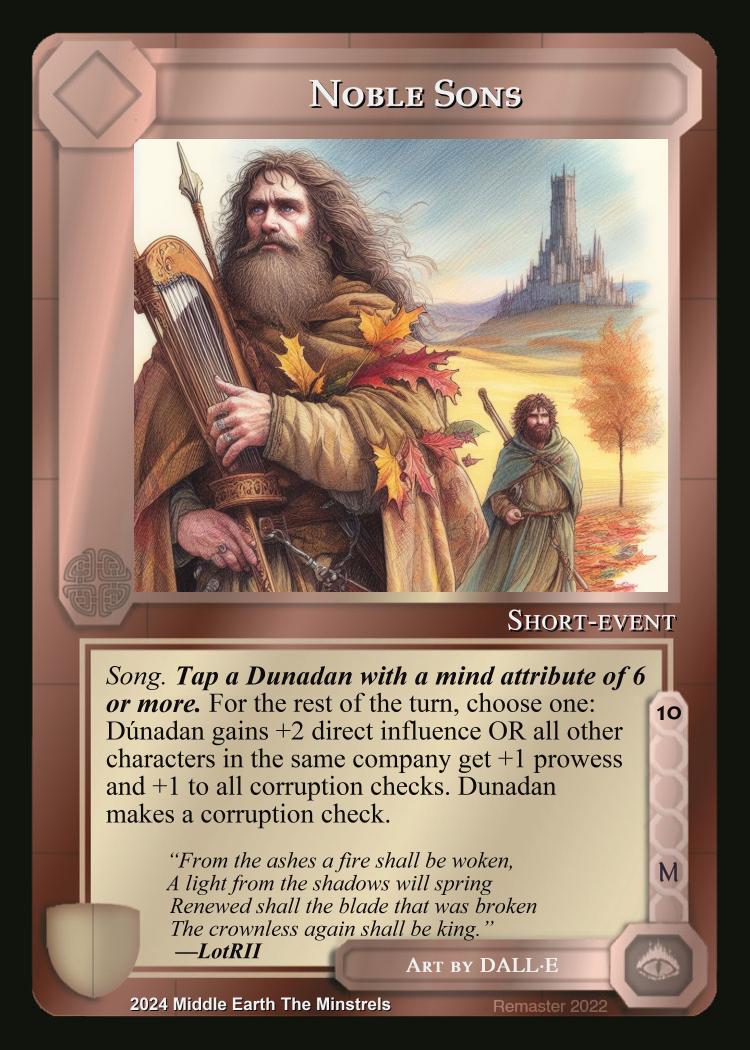 Noble Sons
Short-event
Song. Tap a Dunadan with a mind attribute of 6
or more. For the rest of the turn, choose one:
Dúnadan gains +2 direct influence OR all other
characters in the same company get +1 prowess
and +1 to all corruption checks. Dunadan
makes a corruption check.
10
M
“From the ashes a fire shall be woken,
A light from the shadows will spring
Renewed shall the blade that was broken
The crownless again shall be king.”
—LotRII
Art by DALL·E
2024 Middle Earth The Minstrels
Remaster 2022